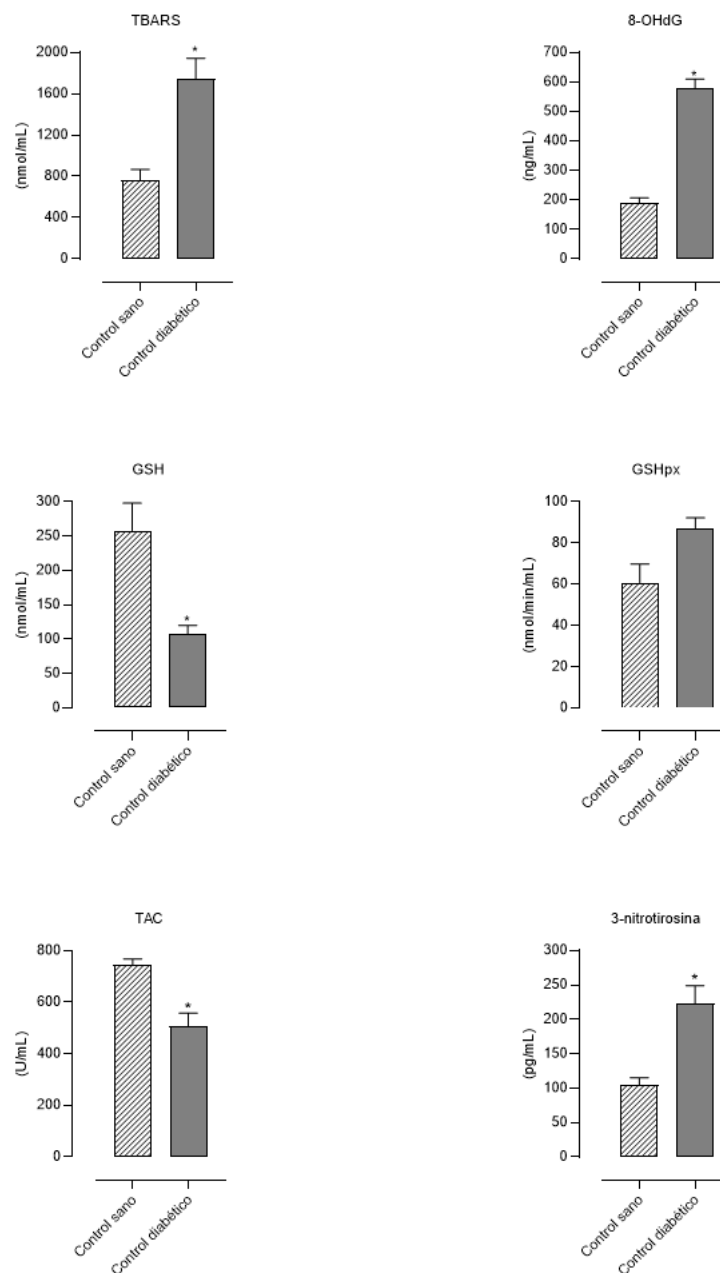 TBARS
2000
1600
1200
800
400
0
(nmol/mL)
*
Control sano
Control diabético
8-OHdG
700
600
500
400
300
200
100
0
(ng/mL)
*
Control sano
Control diabético
GSH
300
250
200
150
100
50
0
(nmol/mL)
*
Control sano
Control diabético
GSHpx
100
80
60
40
20
0
(nmol/min/mL)
Control sano
Control diabético
TAC
800
600
400
200
0
(U/mL)
*
Control sano
Control diabético
3-nitrotirosina
300
250
200
150
100
50
0
(pg/mL)
*
Control sano
Control diabético